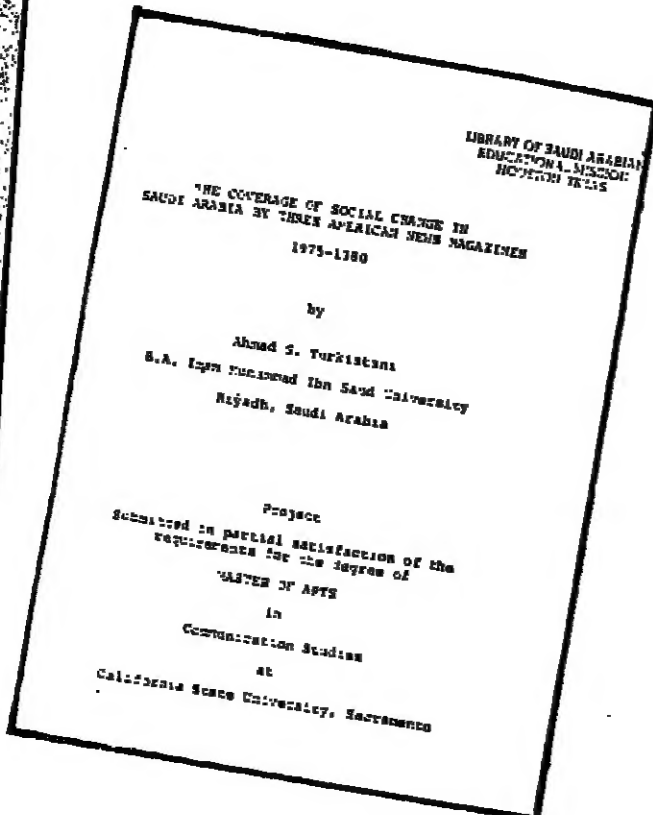 LIBRARY OF SAUDI ARABIAN
EDUCATIONAL MISSION
HOUSTON TEXAS
THE COVERAGE OF SOCIAL CHANGE IN
SAUDI ARABIA BY THREE AMERICAN NEWS MAGAZINES
1975-1980
by
Ahmad S. Turkistani
B.A. Imam Muhammad Ibn Saud University
Riyadh, Saudi Arabia
Project
Submitted in partial satisfaction of the
requirements for the degree of
MASTER OF ARTS
in
Communication Studies
at
California State University, Sacramento